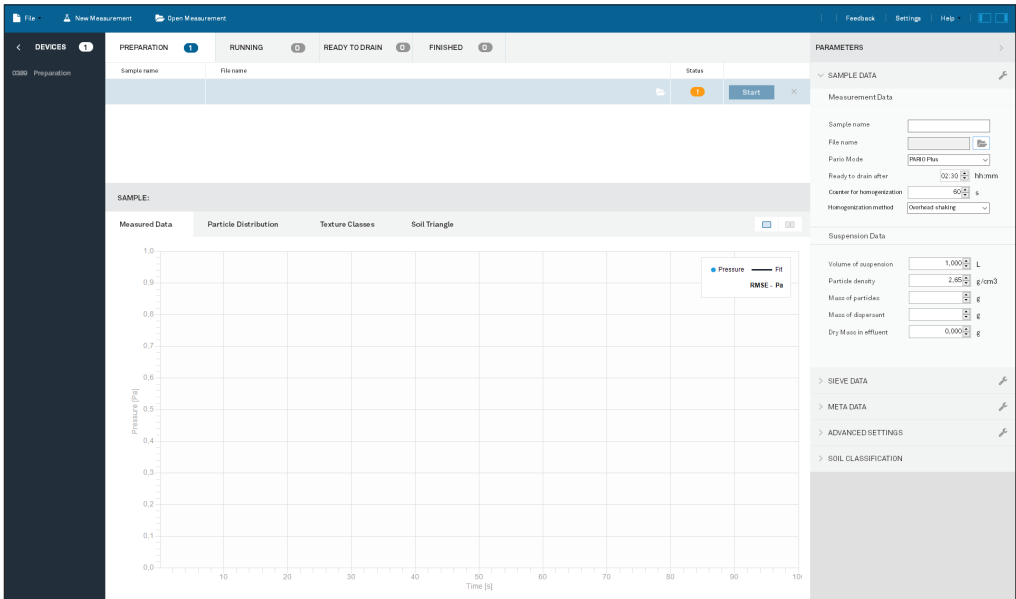 File New Measurement Open Measurement Feedback Settings Help
DEVICES 1
0389 Preparation
PREPARATION 1 RUNNING 0 READY TO DRAIN 0 FINISHED 0
Sample name File name Status
! Start ×
SAMPLE:
Measured Data Particle Distribution Texture Classes Soil Triangle
Pressure Fit
RMSE - Pa
1,0
0,9
0,8
0,7
0,6
0,5
0,4
0,3
0,2
0,1
0,0
Pressure [Pa]
10 20 30 40 50 60 70 80 90 10
Time [s]
PARAMETERS
SAMPLE DATA
Measurement Data
Sample name
File name
Pario Mode PARIO Plus
Ready to drain after 02:30 hh:mm
Counter for homogenization 60 s
Homogenization method Overhead shaking
Suspension Data
Volume of suspension 1,000 L
Particle density 2,65 g/cm3
Mass of particles g
Mass of dispersant g
Dry Mass in effluent 0,000 g
SIEVE DATA
META DATA
ADVANCED SETTINGS
SOIL CLASSIFICATION